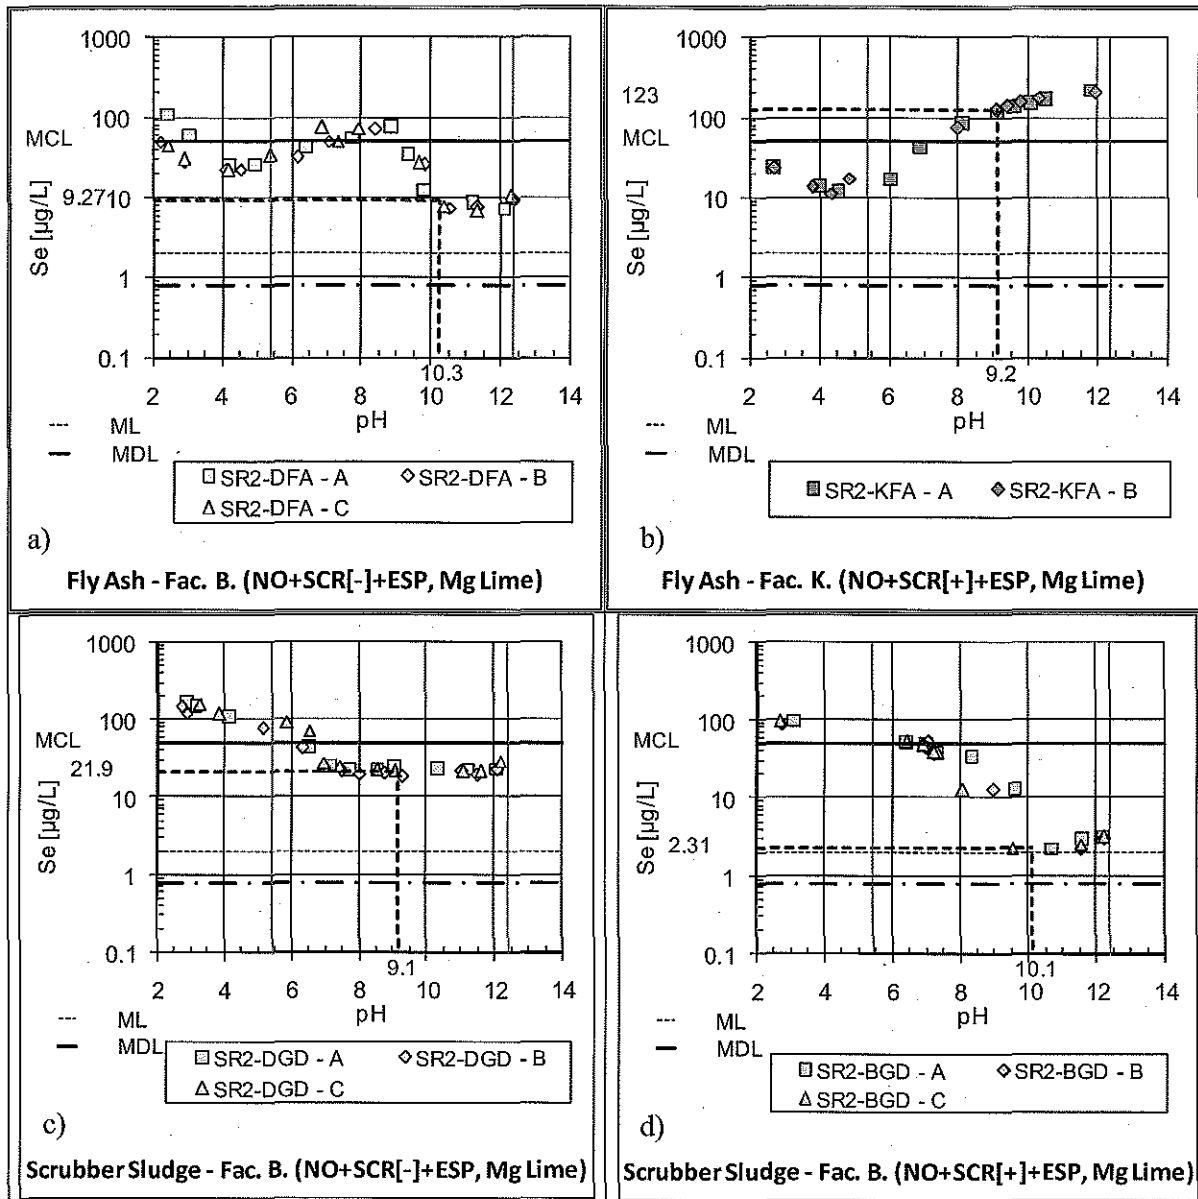 1000
100
MCL
9.27
10
1
0.1
Se [µg/L]
10.3
2 4 6 8 10 12 14
pH
--- ML
— MDL
SR2-DFA - A SR2-DFA - B
SR2-DFA - C
a)
Fly Ash - Fac. B. (NO+SCR[-]+ESP, Mg Lime)
1000
123
100
MCL
10
1
0.1
Se [µg/L]
9.2
2 4 6 8 10 12 14
pH
--- ML
— MDL
SR2-KFA - A SR2-KFA - B
b)
Fly Ash - Fac. K. (NO+SCR[+]+ESP, Mg Lime)
1000
100
MCL
21.9
10
1
0.1
Se [µg/L]
9.1
2 4 6 8 10 12 14
pH
--- ML
— MDL
SR2-DGD - A SR2-DGD - B
SR2-DGD - C
c)
Scrubber Sludge - Fac. B. (NO+SCR[-]+ESP, Mg Lime)
1000
100
MCL
10
2.31
1
0.1
Se [µg/L]
10.1
2 4 6 8 10 12 14
pH
--- ML
— MDL
SR2-BGD - A SR2-BGD - B
SR2-BGD - C
d)
Scrubber Sludge - Fac. B. (NO+SCR[+]+ESP, Mg Lime)